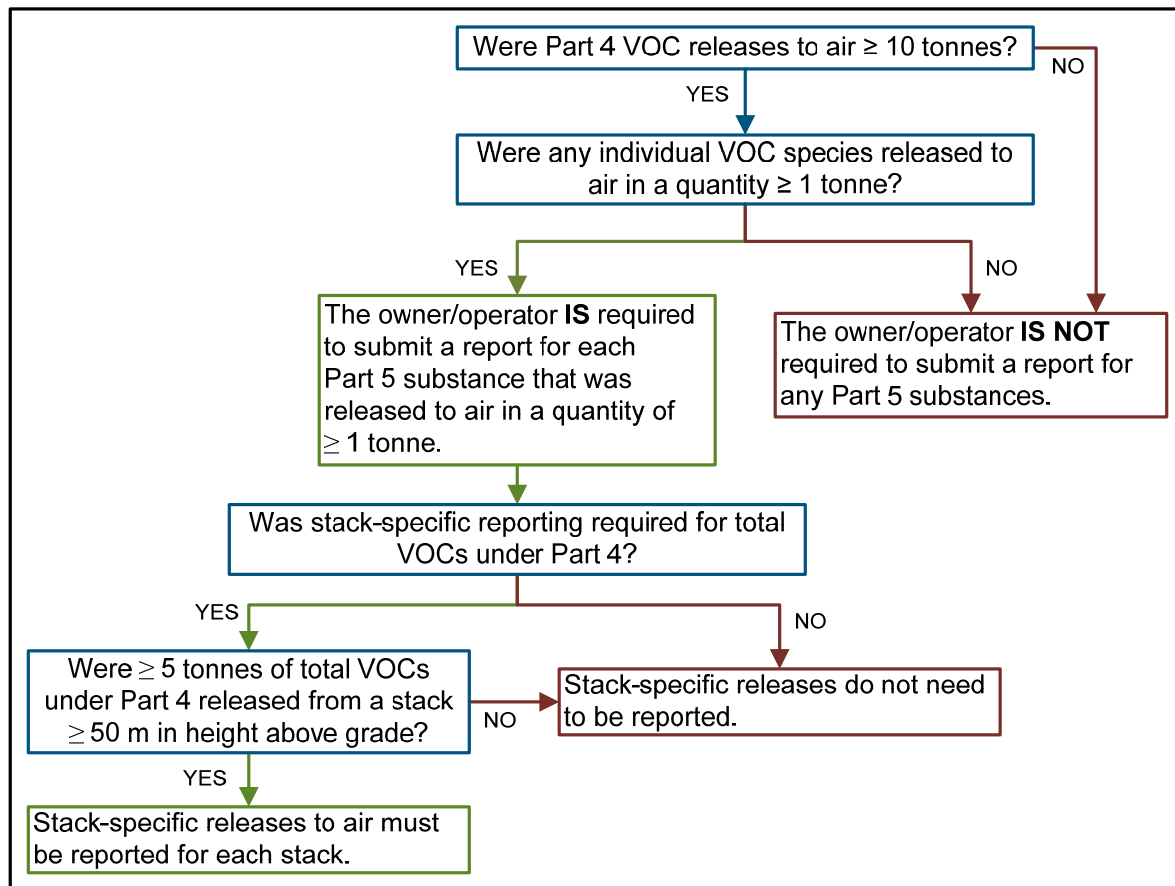 Were Part 4 VOC releases to air ≥ 10 tonnes?
NO
YES
Were any individual VOC species released to
air in a quantity ≥ 1 tonne?
YES
NO
The owner/operator IS required
to submit a report for each
Part 5 substance that was
released to air in a quantity of
≥ 1 tonne.
The owner/operator IS NOT
required to submit a report for
any Part 5 substances.
Was stack-specific reporting required for total
VOCs under Part 4?
YES
NO
Were ≥ 5 tonnes of total VOCs
under Part 4 released from a stack
≥ 50 m in height above grade?
NO
Stack-specific releases do not need
to be reported.
YES
Stack-specific releases to air must
be reported for each stack.